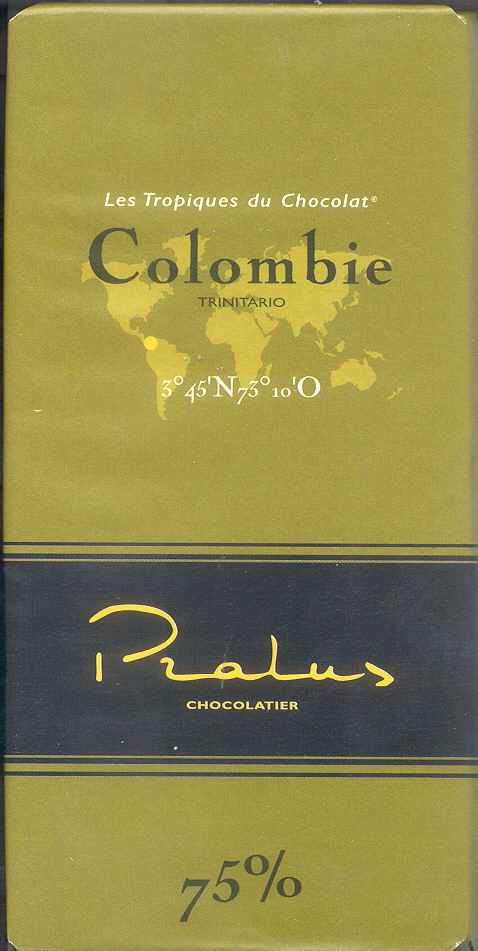 Les Tropiques du Chocolat®
Colombie
TRINITARIO
3°45'N73°10'O
Pralus
CHOCOLATIER
75%